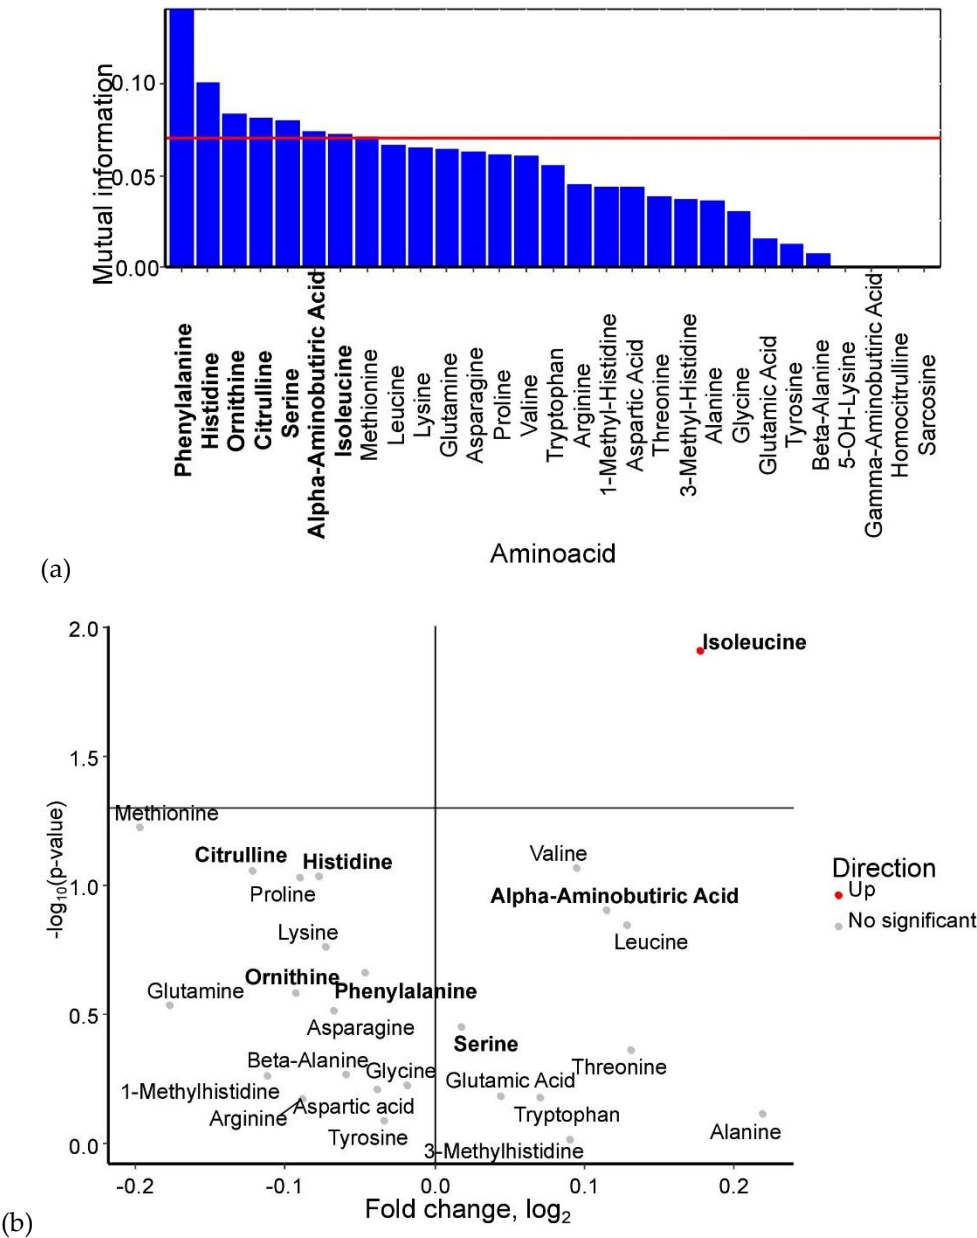 Mutual information
0.10
0.05
0.00
Phenylalanine
Histidine
Ornithine
Citrulline
Serine
Alpha-Aminobutiric Acid
Isoleucine
Methionine
Leucine
Lysine
Glutamine
Asparagine
Proline
Valine
Tryptophan
Arginine
1-Methyl-Histidine
Aspartic Acid
Threonine
3-Methyl-Histidine
Alanine
Glycine
Glutamic Acid
Tyrosine
Beta-Alanine
5-OH-Lysine
Gamma-Aminobutiric Acid
Homocitrulline
Sarcosine
Aminoacid
(a)
-log10(p-value)
2.0
1.5
1.0
0.5
0.0
Isoleucine
Methionine
Citrulline
Histidine
Proline
Valine
Alpha-Aminobutiric Acid
Leucine
Lysine
Ornithine
Glutamine
Phenylalanine
Asparagine
Serine
Beta-Alanine
Glycine
Threonine
1-Methylhistidine
Glutamic Acid
Arginine
Aspartic acid
Tryptophan
Tyrosine
Alanine
3-Methylhistidine
Direction
Up
No significant
-0.2
-0.1
0.0
0.1
0.2
Fold change, log2
(b)